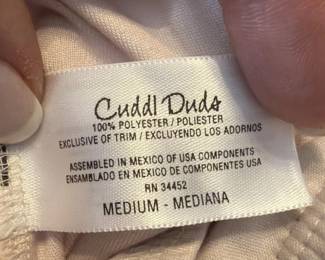 Cuddl Duds
100% POLYESTER / POLIESTER
EXCLUSIVE OF TRIM / EXCLUYENDO LOS ADORNOS
ASSEMBLED IN MEXICO OF USA COMPONENTS
ENSAMBLADO EN MEXICO DE COMPONENTES USA
RN 34452
MEDIUM - MEDIANA